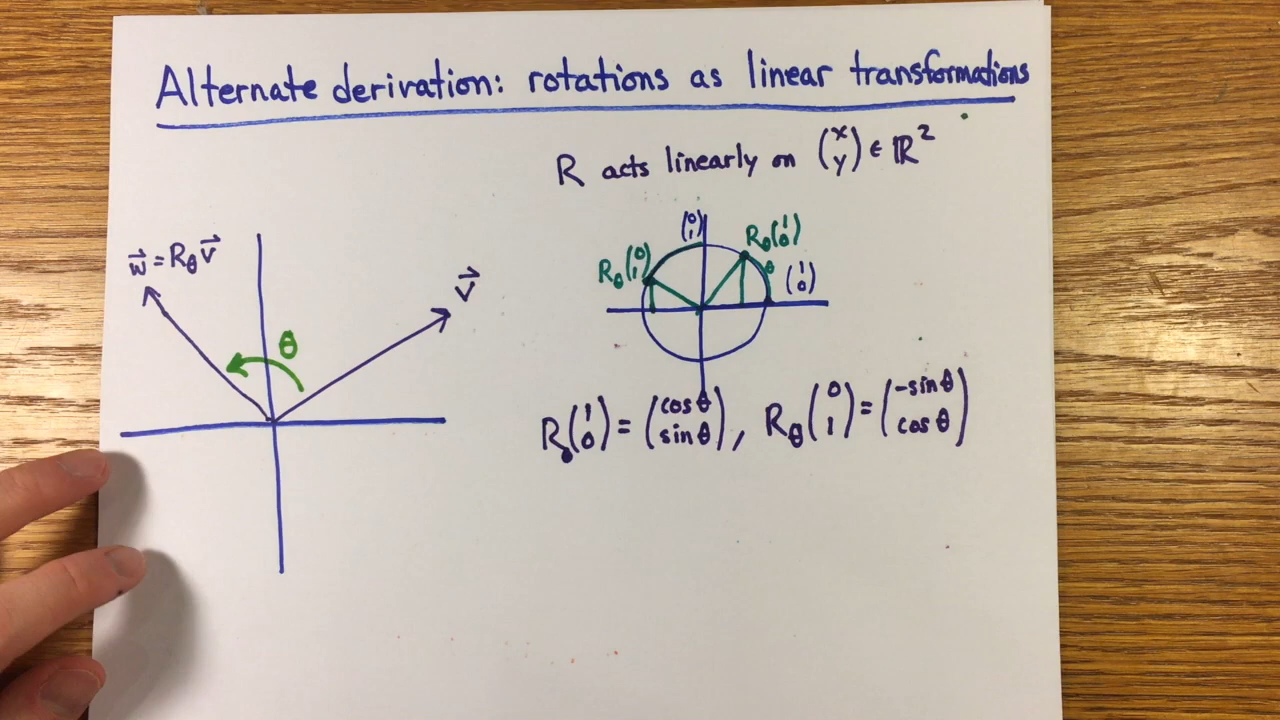 Alternate derivation: rotations as linear transformations
R acts linearly on (x y) ∈ ℝ²
w⃗ = R_θ v⃗
v⃗
θ
(0 1)
R_θ(1 0)
R_θ(0 1)
θ
(1 0)
R_θ(1 0) = (cos θ sin θ), R_θ(0 1) = (-sin θ cos θ)